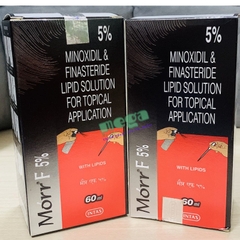 5%
MINOXIDIL &
FINASTERIDE
LIPID SOLUTION
FOR TOPICAL
APPLICATION
Morr F 5%
WITH LIPIDS
60 ml
INTAS
5%
MINOXIDIL &
FINASTERIDE
LIPID SOLUTION
FOR TOPICAL
APPLICATION
Morr F 5%
WITH LIPIDS
60 ml
INTAS
mega